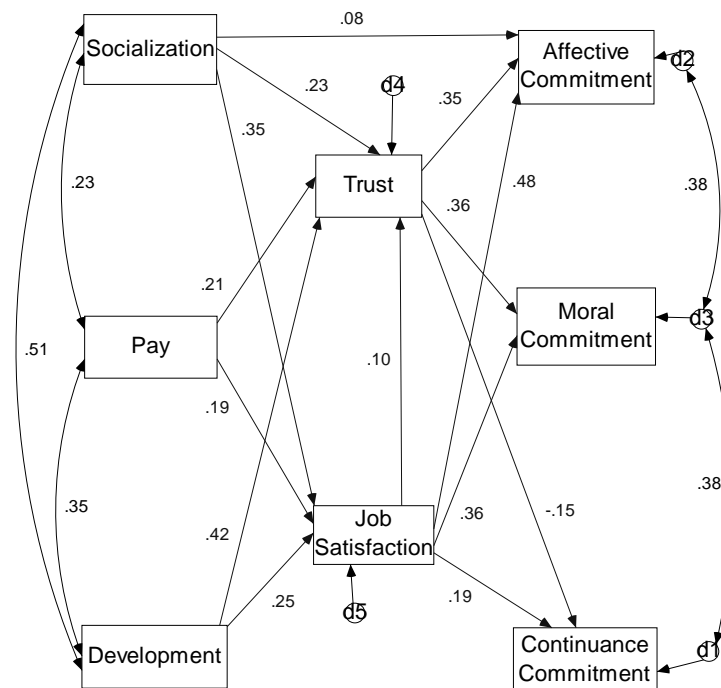 .08
Socialization
Affective
Commitment
d2
.23
d4
.35
.35
.48
.38
.23
Trust
.36
.21
Moral
Commitment
d3
Pay
.51
.10
.19
.38
.35
Job
Satisfaction
.42
.36
-.15
.25
.19
d5
Development
Continuance
Commitment
d1